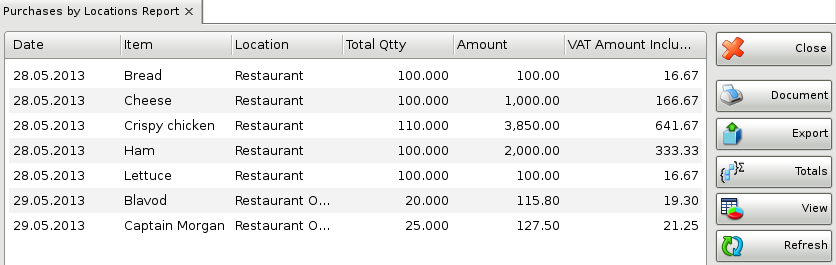 Purchases by Locations Report ×
Date Item Location Total Qtty Amount VAT Amount Inclu...
28.05.2013 Bread Restaurant 100.000 100.00 16.67
28.05.2013 Cheese Restaurant 100.000 1,000.00 166.67
28.05.2013 Crispy chicken Restaurant 110.000 3,850.00 641.67
28.05.2013 Ham Restaurant 100.000 2,000.00 333.33
28.05.2013 Lettuce Restaurant 100.000 100.00 16.67
29.05.2013 Blavod Restaurant O... 20.000 115.80 19.30
29.05.2013 Captain Morgan Restaurant O... 25.000 127.50 21.25
Close
Document
Export
Totals
View
Refresh